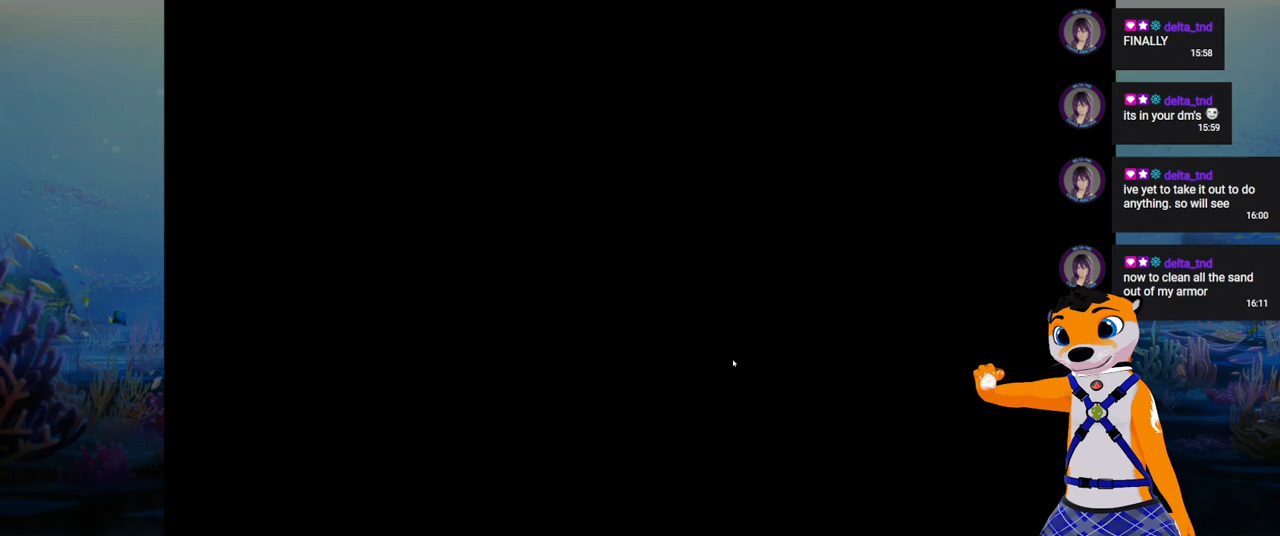 delta_tnd
FINALLY
15:58
delta_tnd
its in your dm's
15:59
delta_tnd
ive yet to take it out to do
anything. so will see
16:00
delta_tnd
now to clean all the sand
out of my armor
16:11